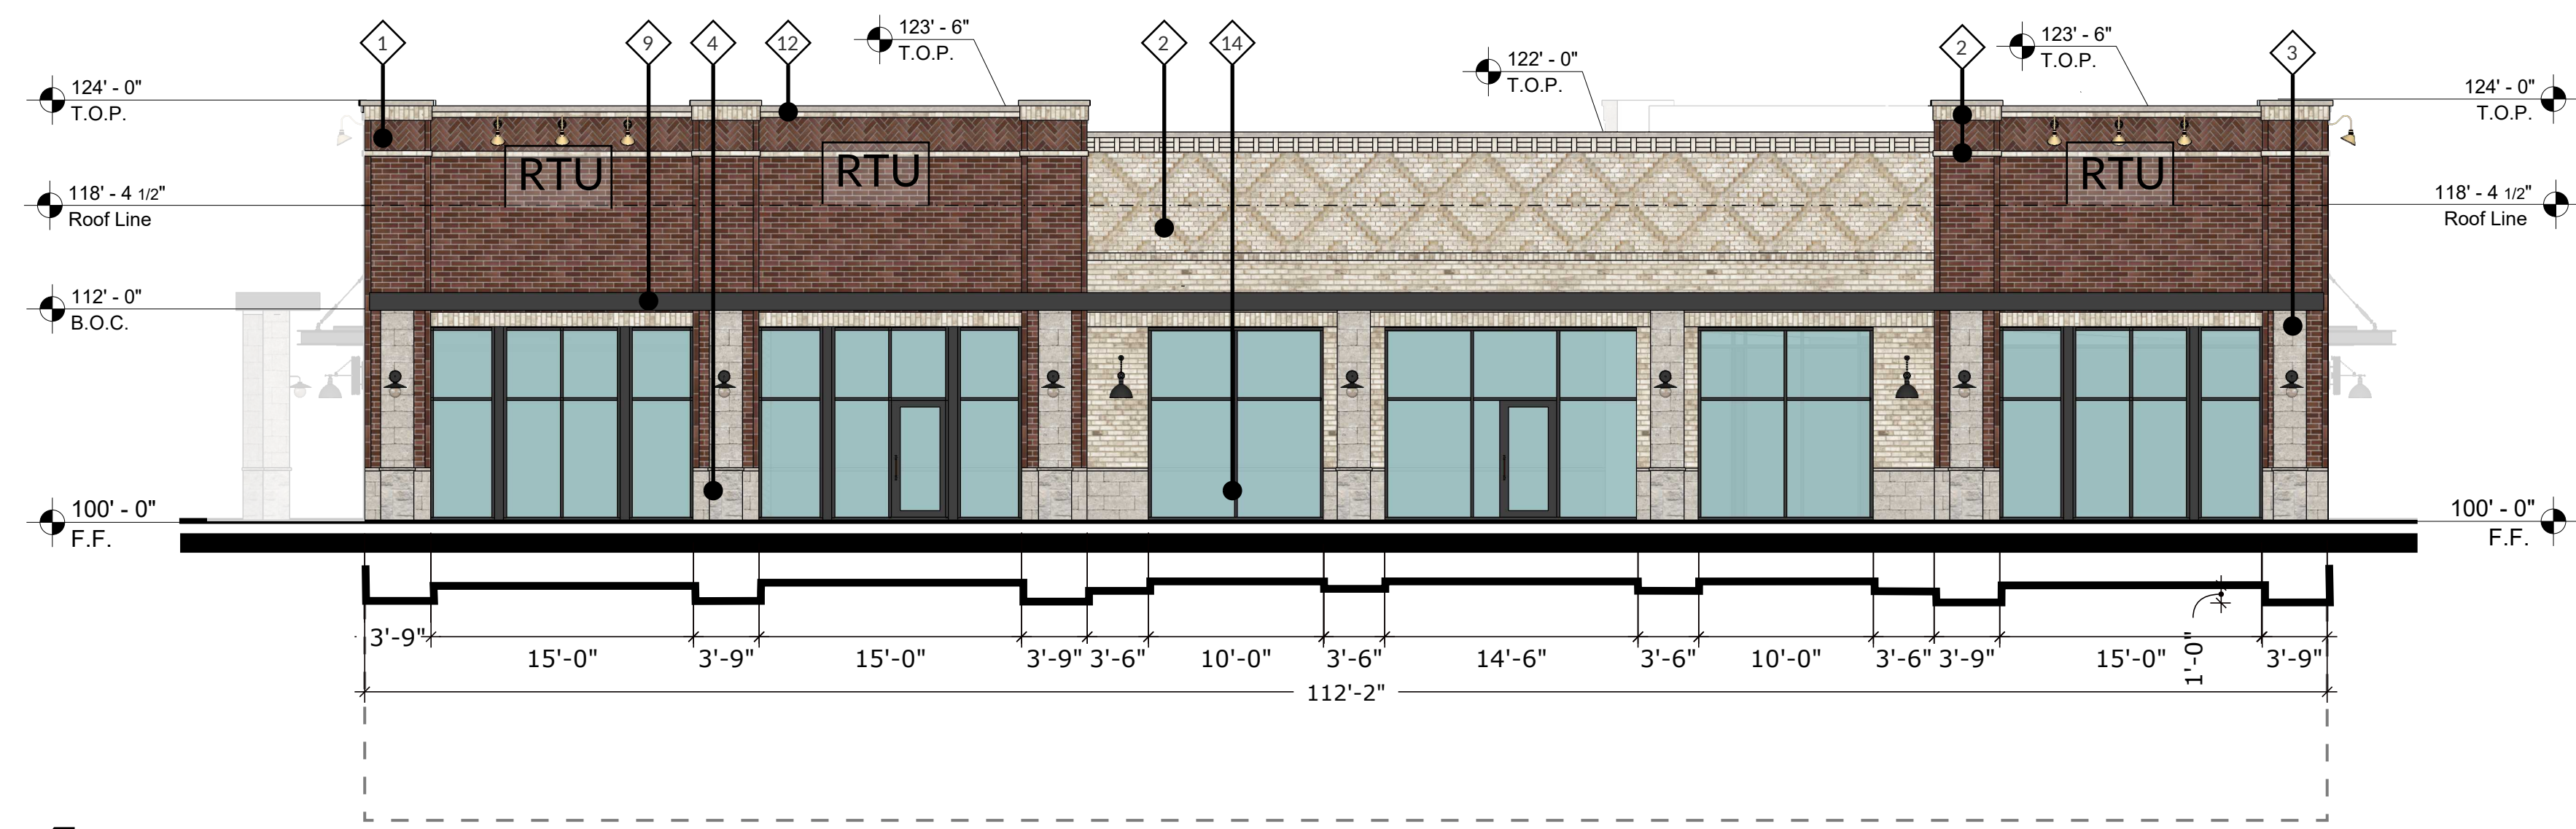 1
9
4
12
123' - 6"
T.O.P.
2
14
122' - 0"
T.O.P.
2
123' - 6"
T.O.P.
3
124' - 0"
T.O.P.
124' - 0"
T.O.P.
RTU
RTU
RTU
118' - 4 1/2"
Roof Line
118' - 4 1/2"
Roof Line
112' - 0"
B.O.C.
100' - 0"
F.F.
100' - 0"
F.F.
3'-9"
15'-0"
3'-9"
15'-0"
3'-9"
3'-6"
10'-0"
3'-6"
14'-6"
3'-6"
10'-0"
3'-6"
3'-9"
15'-0"
1'-0"
3'-9"
112'-2"